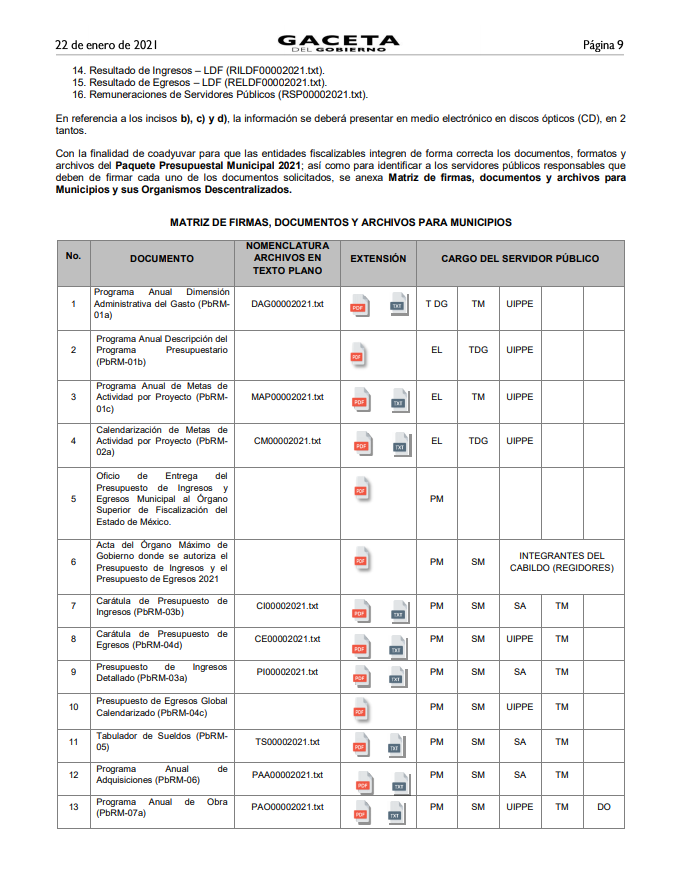 22 de enero de 2021
GACETA
DEL GOBIERNO
Página 9
14. Resultado de Ingresos – LDF (RILDF00002021.txt).
15. Resultado de Egresos – LDF (RELDF00002021.txt).
16. Remuneraciones de Servidores Públicos (RSP00002021.txt).
En referencia a los incisos b), c) y d), la información se deberá presentar en medio electrónico en discos ópticos (CD), en 2
tantos.
Con la finalidad de coadyuvar para que las entidades fiscalizables integren de forma correcta los documentos, formatos y
archivos del Paquete Presupuestal Municipal 2021; así como para identificar a los servidores públicos responsables que
deben de firmar cada uno de los documentos solicitados, se anexa Matriz de firmas, documentos y archivos para
Municipios y sus Organismos Descentralizados.
MATRIZ DE FIRMAS, DOCUMENTOS Y ARCHIVOS PARA MUNICIPIOS
No. DOCUMENTO NOMENCLATURA ARCHIVOS EN TEXTO PLANO EXTENSIÓN CARGO DEL SERVIDOR PÚBLICO
1 Programa Anual Dimensión Administrativa del Gasto (PbRM-01a) DAG00002021.txt PDF TXT T DG TM UIPPE
2 Programa Anual Descripción del Programa Presupuestario (PbRM-01b) PDF EL TDG UIPPE
3 Programa Anual de Metas de Actividad por Proyecto (PbRM-01c) MAP00002021.txt PDF TXT EL TM UIPPE
4 Calendarización de Metas de Actividad por Proyecto (PbRM-02a) CM00002021.txt PDF TXT EL TDG UIPPE
5 Oficio de Entrega del Presupuesto de Ingresos y Egresos Municipal al Órgano Superior de Fiscalización del Estado de México. PDF PM
6 Acta del Órgano Máximo de Gobierno donde se autoriza el Presupuesto de Ingresos y el Presupuesto de Egresos 2021 PDF PM SM INTEGRANTES DEL CABILDO (REGIDORES)
7 Carátula de Presupuesto de Ingresos (PbRM-03b) CI00002021.txt PDF TXT PM SM SA TM
8 Carátula de Presupuesto de Egresos (PbRM-04d) CE00002021.txt PDF TXT PM SM UIPPE TM
9 Presupuesto de Ingresos Detallado (PbRM-03a) PI00002021.txt PDF TXT PM SM SA TM
10 Presupuesto de Egresos Global Calendarizado (PbRM-04c) PDF PM SM UIPPE TM
11 Tabulador de Sueldos (PbRM-05) TS00002021.txt PDF TXT PM SM SA TM
12 Programa Anual de Adquisiciones (PbRM-06) PAA00002021.txt PDF TXT PM SM SA TM
13 Programa Anual de Obra (PbRM-07a) PAO00002021.txt PDF TXT PM SM UIPPE TM DO